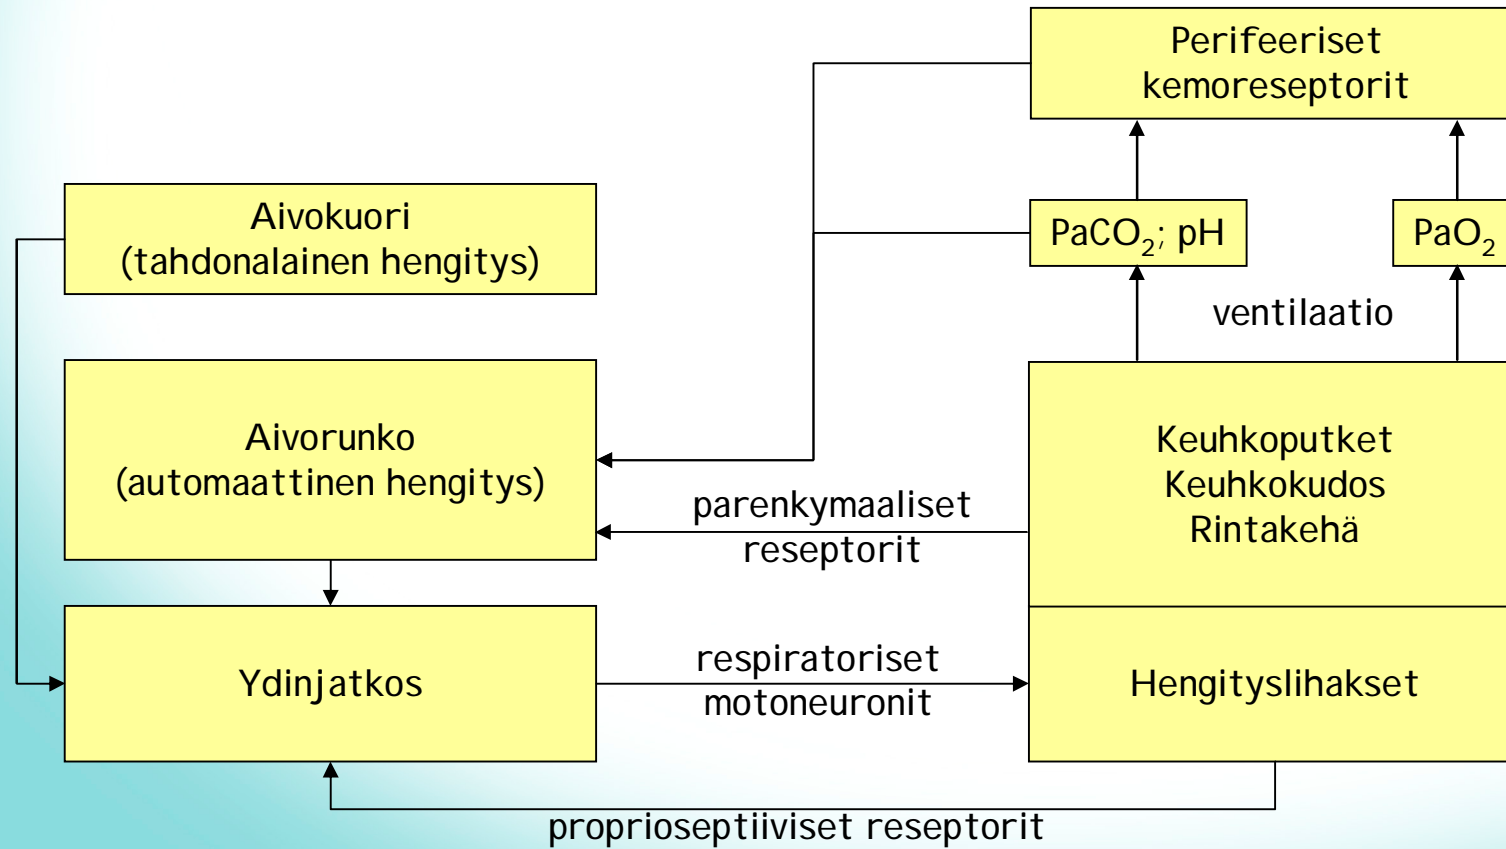 Perifeeriset
kemoreseptorit
Aivokuori
(tahdonalainen hengitys)
PaCO₂; pH
PaO₂
ventilaatio
Aivorunko
(automaattinen hengitys)
Keuhkoputket
Keuhkokudos
Rintakehä
parenkymaaliset
reseptorit
Ydinjatkos
respiratoriset
motoneuronit
Hengityslihakset
proprioseptiiviset reseptorit